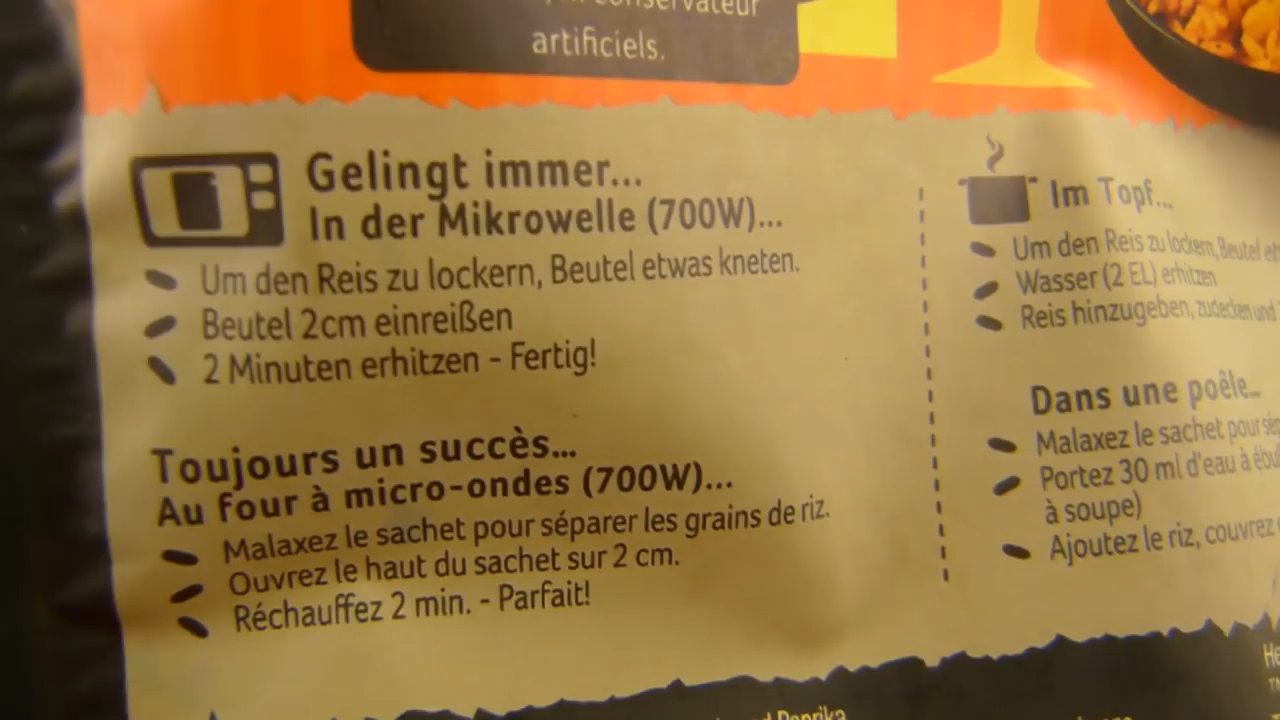 conservateur
artificiels.
Gelingt immer...
In der Mikrowelle (700W)...
Um den Reis zu lockern, Beutel etwas kneten.
Beutel 2cm einreißen
2 Minuten erhitzen - Fertig!
Toujours un succès...
Au four à micro-ondes (700W)...
Malaxez le sachet pour séparer les grains de riz.
Ouvrez le haut du sachet sur 2 cm.
Réchauffez 2 min. - Parfait!
Im Topf...
Um den Reis zu lockern, Beutel
Wasser (2 EL) erhitzen
Reis hinzugeben, zudecken und
Dans une poêle...
Malaxez le sachet pour
Portez 30 ml d'eau à
à soupe)
Ajoutez le riz, couvrez
Paprika